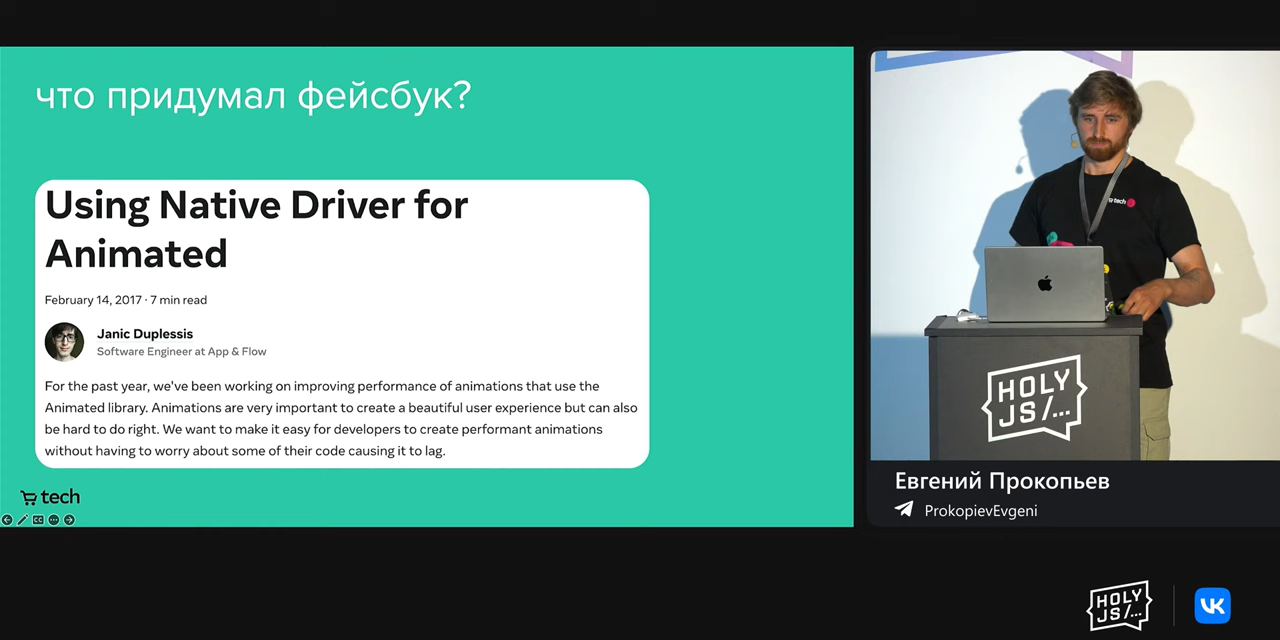 что придумал фейсбук?
Using Native Driver for
Animated
February 14, 2017 · 7 min read
Janic Duplessis
Software Engineer at App & Flow
For the past year, we've been working on improving performance of animations that use the
Animated library. Animations are very important to create a beautiful user experience but can also
be hard to do right. We want to make it easy for developers to create performant animations
without having to worry about some of their code causing it to lag.
tech
CC
tech
HOLY
JS/...
Евгений Прокопьев
ProkopievEvgeni
HOLY
JS/...
VK